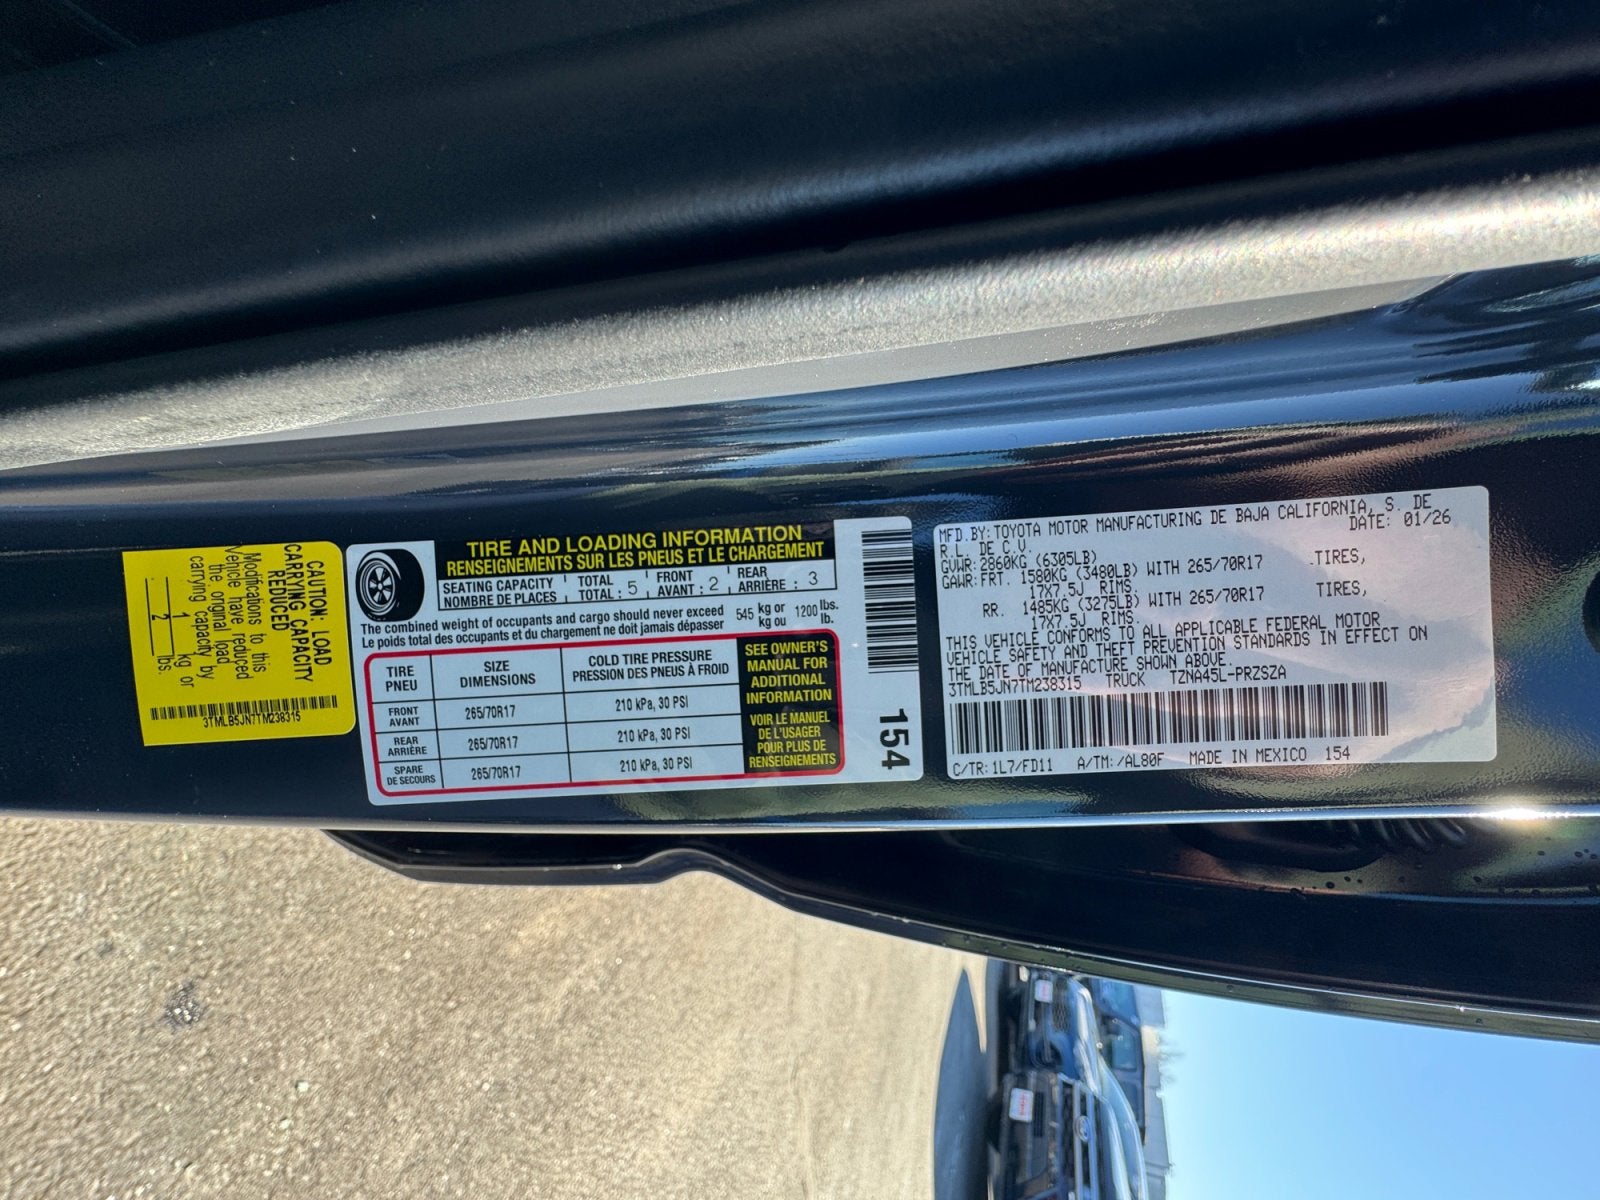 CAUTION: LOAD
CARRYING CAPACITY
REDUCED
Modifications to this
Vehicle have reduced
the original load
carrying capacity by
1 kg or
2 lbs.
3TMLB5JN7TM238315
TIRE AND LOADING INFORMATION
RENSEIGNEMENTS SUR LES PNEUS ET LE CHARGEMENT
SEATING CAPACITY TOTAL FRONT REAR
NOMBRE DE PLACES TOTAL : 5 AVANT : 2 ARRIÈRE : 3
The combined weight of occupants and cargo should never exceed 545 kg or 1200 lbs.
Le poids total des occupants et du chargement ne doit jamais dépasser kg ou lb.
TIRE SIZE COLD TIRE PRESSURE
PNEU DIMENSIONS PRESSION DES PNEUS À FROID
FRONT
AVANT 265/70R17 210 kPa, 30 PSI
REAR
ARRIÈRE 265/70R17 210 kPa, 30 PSI
SPARE
DE SECOURS 265/70R17 210 kPa, 30 PSI
SEE OWNER'S
MANUAL FOR
ADDITIONAL
INFORMATION
VOIR LE MANUEL
DE L'USAGER
POUR PLUS DE
RENSEIGNEMENTS
154
MFD.BY:TOYOTA MOTOR MANUFACTURING DE BAJA CALIFORNIA, S. DE
R.L. DE C.V. DATE: 01/26
GVWR:2860KG (6305LB)
GAWR:FRT. 1580KG (3480LB) WITH 265/70R17 TIRES,
17X7.5J RIMS.
RR. 1485KG (3275LB) WITH 265/70R17 TIRES,
17X7.5J RIMS.
THIS VEHICLE CONFORMS TO ALL APPLICABLE FEDERAL MOTOR
VEHICLE SAFETY AND THEFT PREVENTION STANDARDS IN EFFECT ON
THE DATE OF MANUFACTURE SHOWN ABOVE.
3TMLB5JN7TM238315 TRUCK TZNA45L-PRZSZA
C/TR:1L7/FD11 A/TM:/AL80F MADE IN MEXICO 154